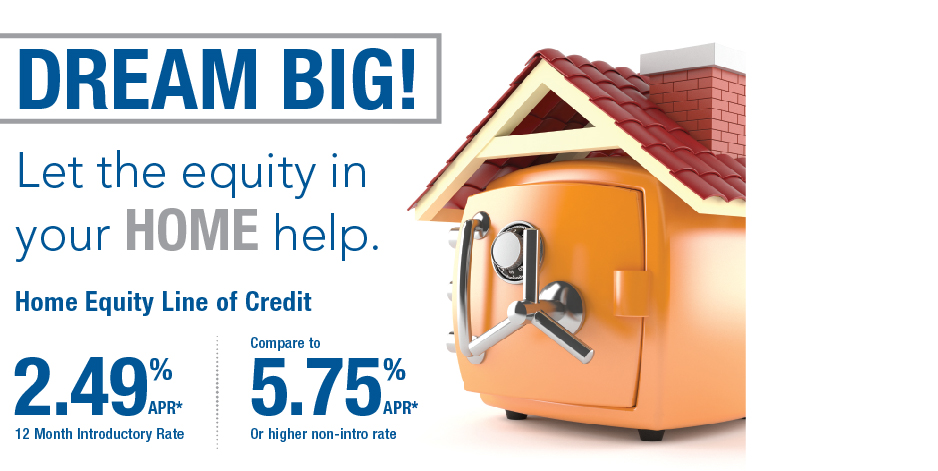 DREAM BIG!
Let the equity in
your HOME help.
Home Equity Line of Credit
2.49% APR*
12 Month Introductory Rate
Compare to
5.75% APR*
Or higher non-intro rate